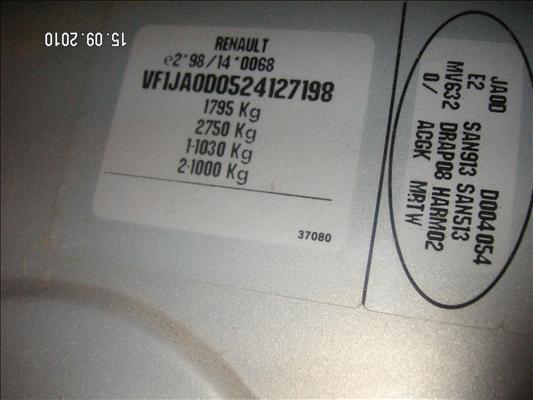 15.09.2010
RENAULT
e2*98/14*0068
VF1JA0D0524127198
1795 Kg
2750 Kg
1-1030 Kg
2-1000 Kg
37080
JA0D D004054
E2 SAN913 SAN513
MV632 DRAP08 HARM02
0/ ACGK MRTW